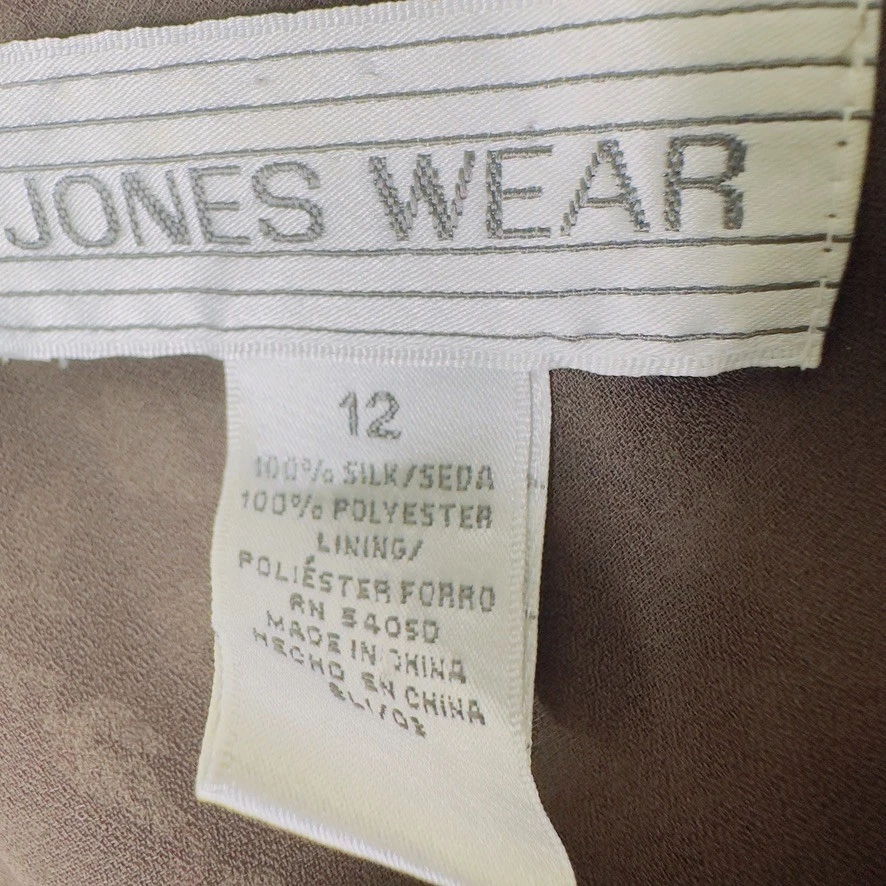 JONES WEAR
12
100% SILK/SEDA
100% POLYESTER
LINING/
POLIÉSTER FORRO
RN 54050
MADE IN CHINA
HECHO EN CHINA